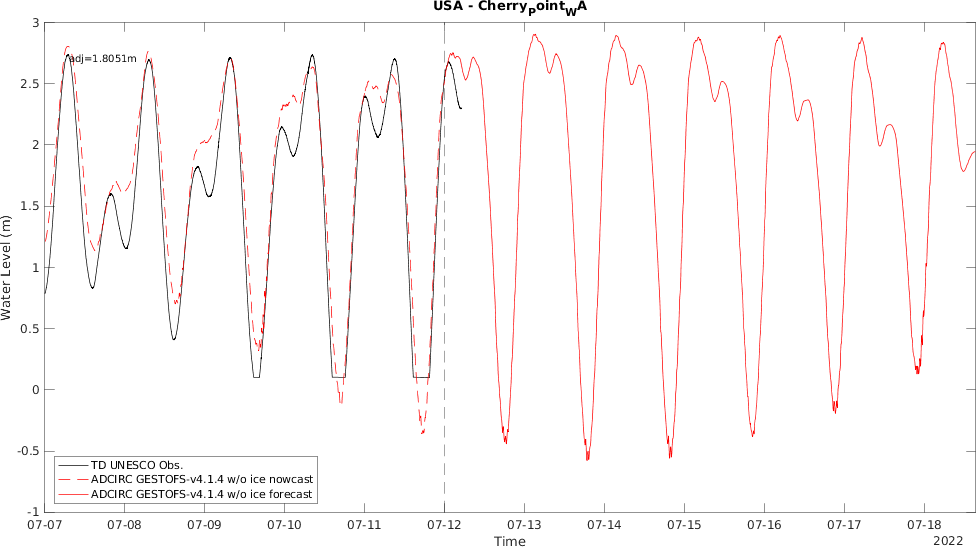 USA - CherryPointWA
adj=1.8051m
3
2.5
2
1.5
1
0.5
0
-0.5
-1
Water Level (m)
TD UNESCO Obs.
ADCIRC GESTOFS-v4.1.4 w/o ice nowcast
ADCIRC GESTOFS-v4.1.4 w/o ice forecast
07-07 07-08 07-09 07-10 07-11 07-12 07-13 07-14 07-15 07-16 07-17 07-18
Time
2022